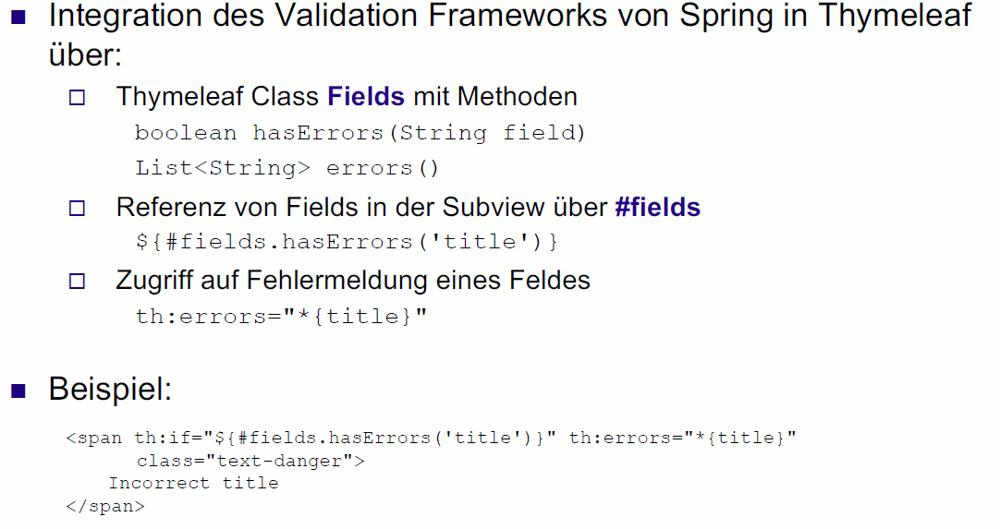 Integration des Validation Frameworks von Spring in Thymeleaf
über:
Thymeleaf Class Fields mit Methoden
boolean hasErrors(String field)
List<String> errors()
Referenz von Fields in der Subview über #fields
${#fields.hasErrors('title')}
Zugriff auf Fehlermeldung eines Feldes
th:errors="*{title}"
Beispiel:
<span th:if="${#fields.hasErrors('title')}" th:errors="*{title}"
class="text-danger">
Incorrect title
</span>